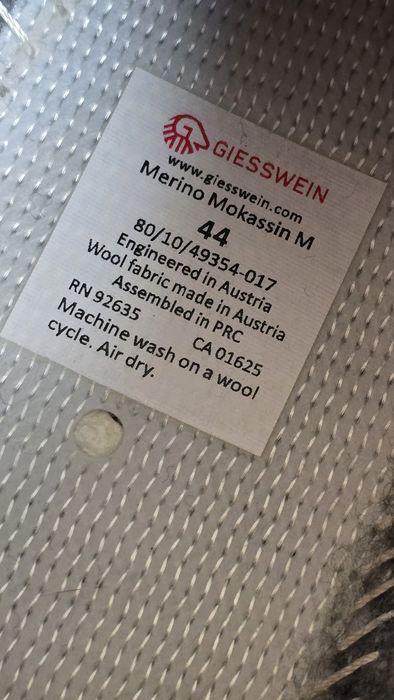 GIESSWEIN
www.giesswein.com
Merino Mokassin M
44
80/10/49354-017
Engineered in Austria
Wool fabric made in Austria
Assembled in PRC
RN 92635 CA 01625
Machine wash on a wool
cycle. Air dry.